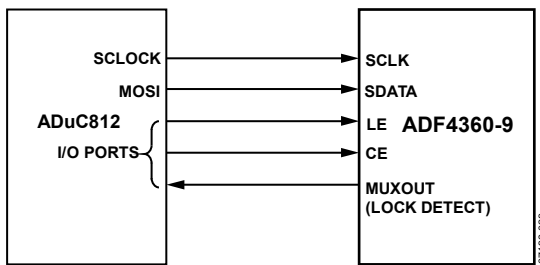 SCLOCK
MOSI
ADuC812
I/O PORTS
SCLK
SDATA
LE
ADF4360-9
CE
MUXOUT
(LOCK DETECT)